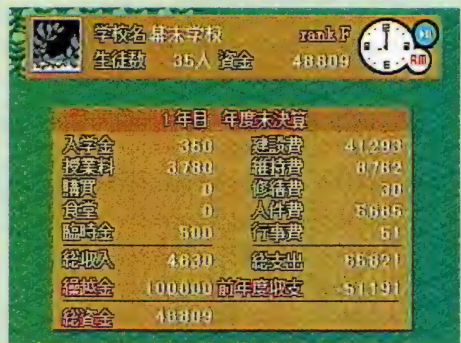 学校名 幕末学校 rank F
生徒数 35人 資金 48809
1年目 年度末決算
入学金 350 建設費 41293
授業料 3780 維持費 8762
購買 0 修繕費 30
食堂 0 人件費 5685
臨時金 500 行事費 51
総収入 4630 総支出 55821
繰越金 100000 前年度収支 -51191
総資金 48809